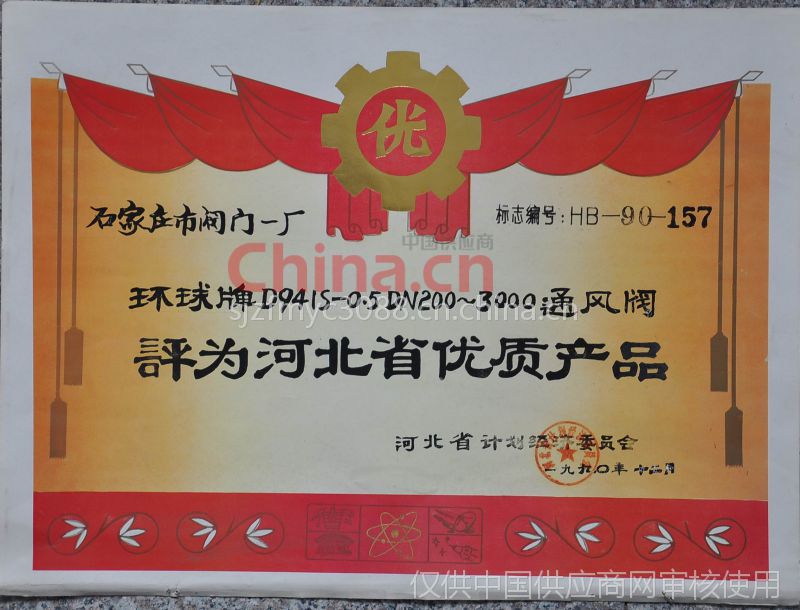 优
石家庄市阀门一厂
标志编号:HB-90-157
中国供应商
China.cn
环球牌D941S-0.5DN200~3000通风阀
sjzfmyc3088.cn.china.cn
評为河北省优质产品
河北省计划经济委员会
一九九〇年十二月
仅供中国供应商网审核使用